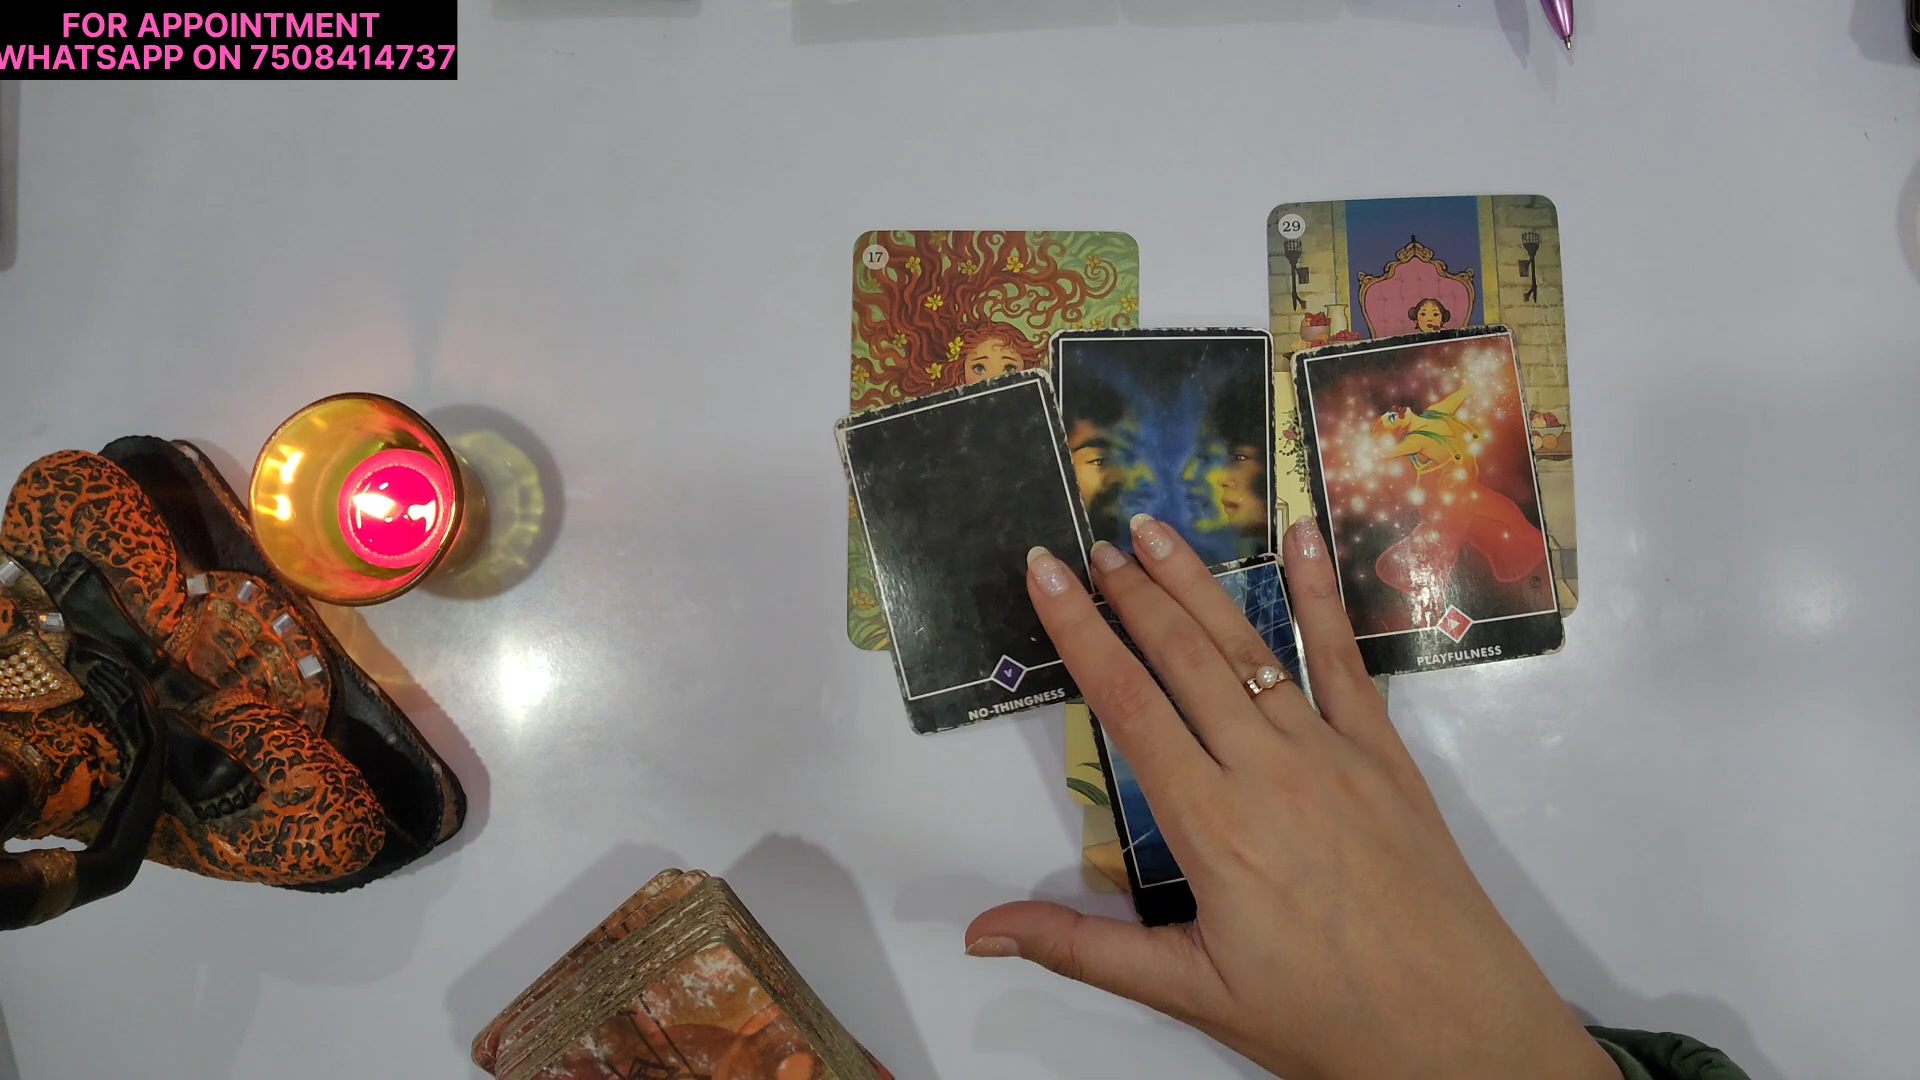 FOR APPOINTMENT
WHATSAPP ON 7508414737
17
29
NO-THINGNESS
PLAYFULNESS